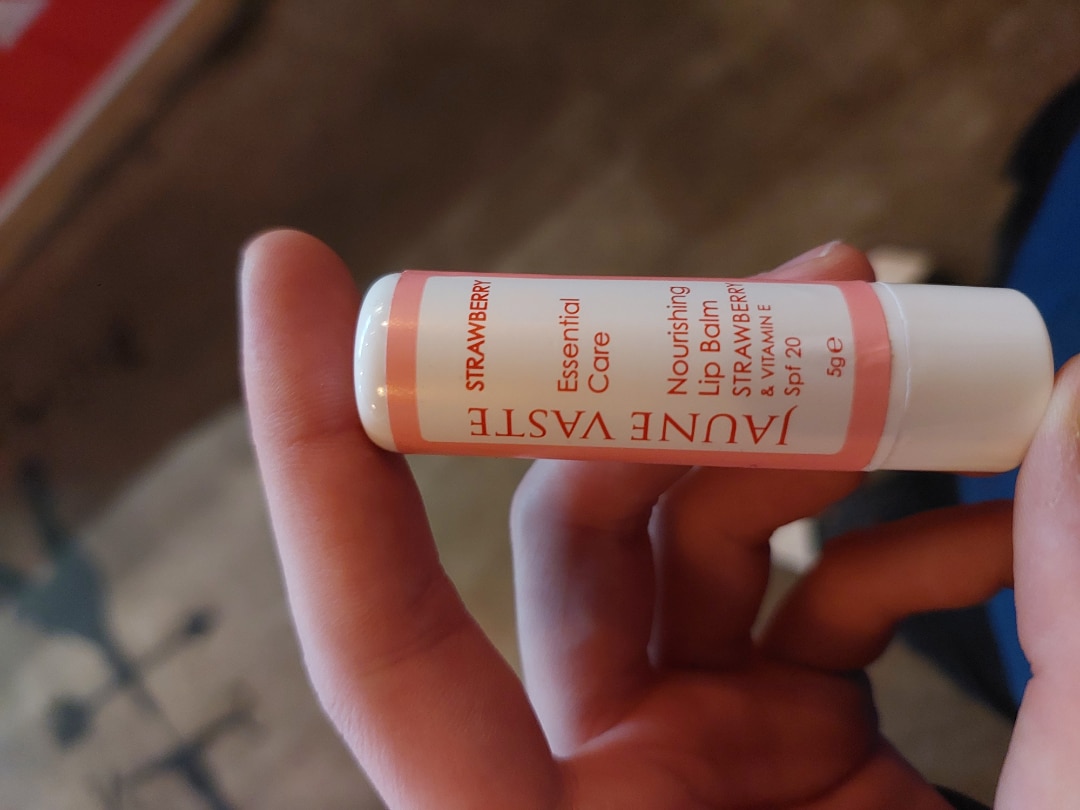 STRAWBERRY
Essential
Care
Nourishing
Lip Balm
STRAWBERRY
& VITAMIN E
Spf 20
5g e
JAUNE VASTE